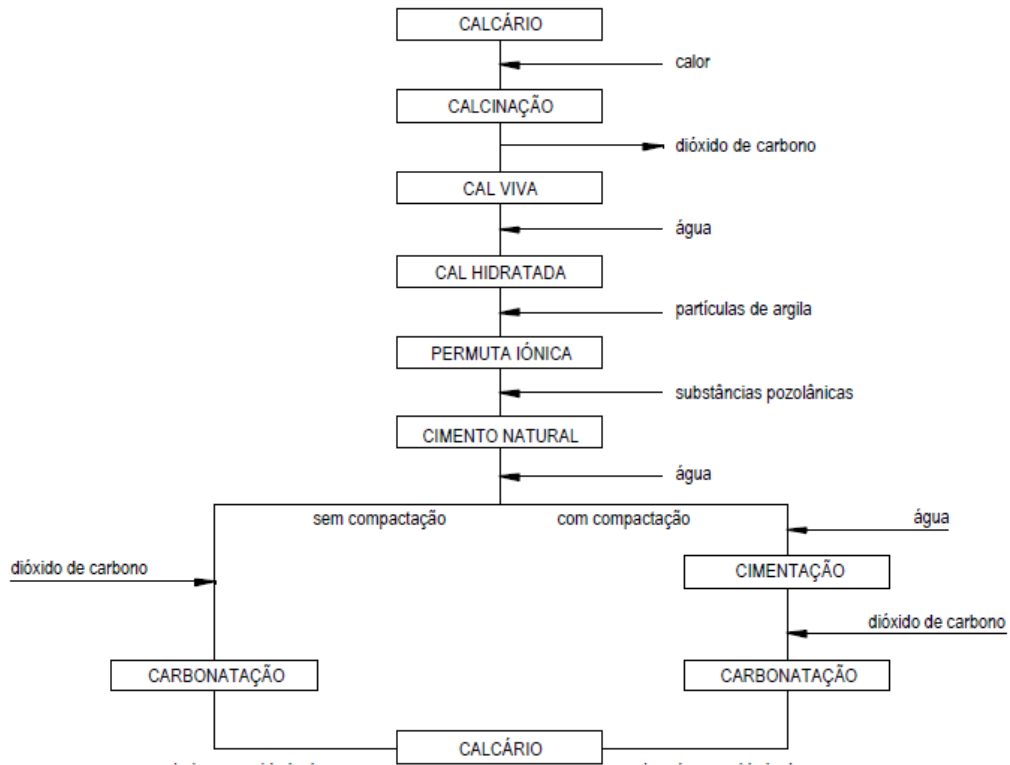 CALCÁRIO
calor
CALCINAÇÃO
dióxido de carbono
CAL VIVA
água
CAL HIDRATADA
partículas de argila
PERMUTA IÓNICA
substâncias pozolânicas
CIMENTO NATURAL
água
sem compactação
com compactação
água
dióxido de carbono
CIMENTAÇÃO
dióxido de carbono
CARBONATAÇÃO
CARBONATAÇÃO
CALCÁRIO